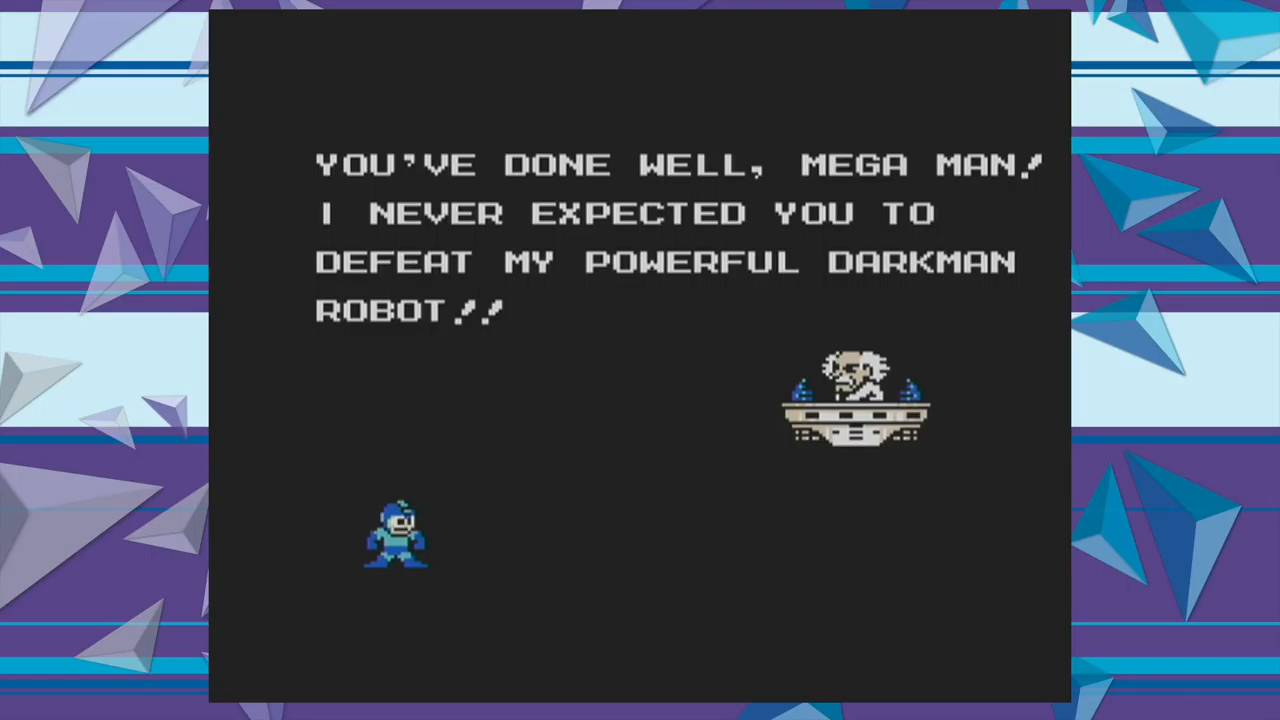 YOU'VE DONE WELL, MEGA MAN!
I NEVER EXPECTED YOU TO
DEFEAT MY POWERFUL DARKMAN
ROBOT!!